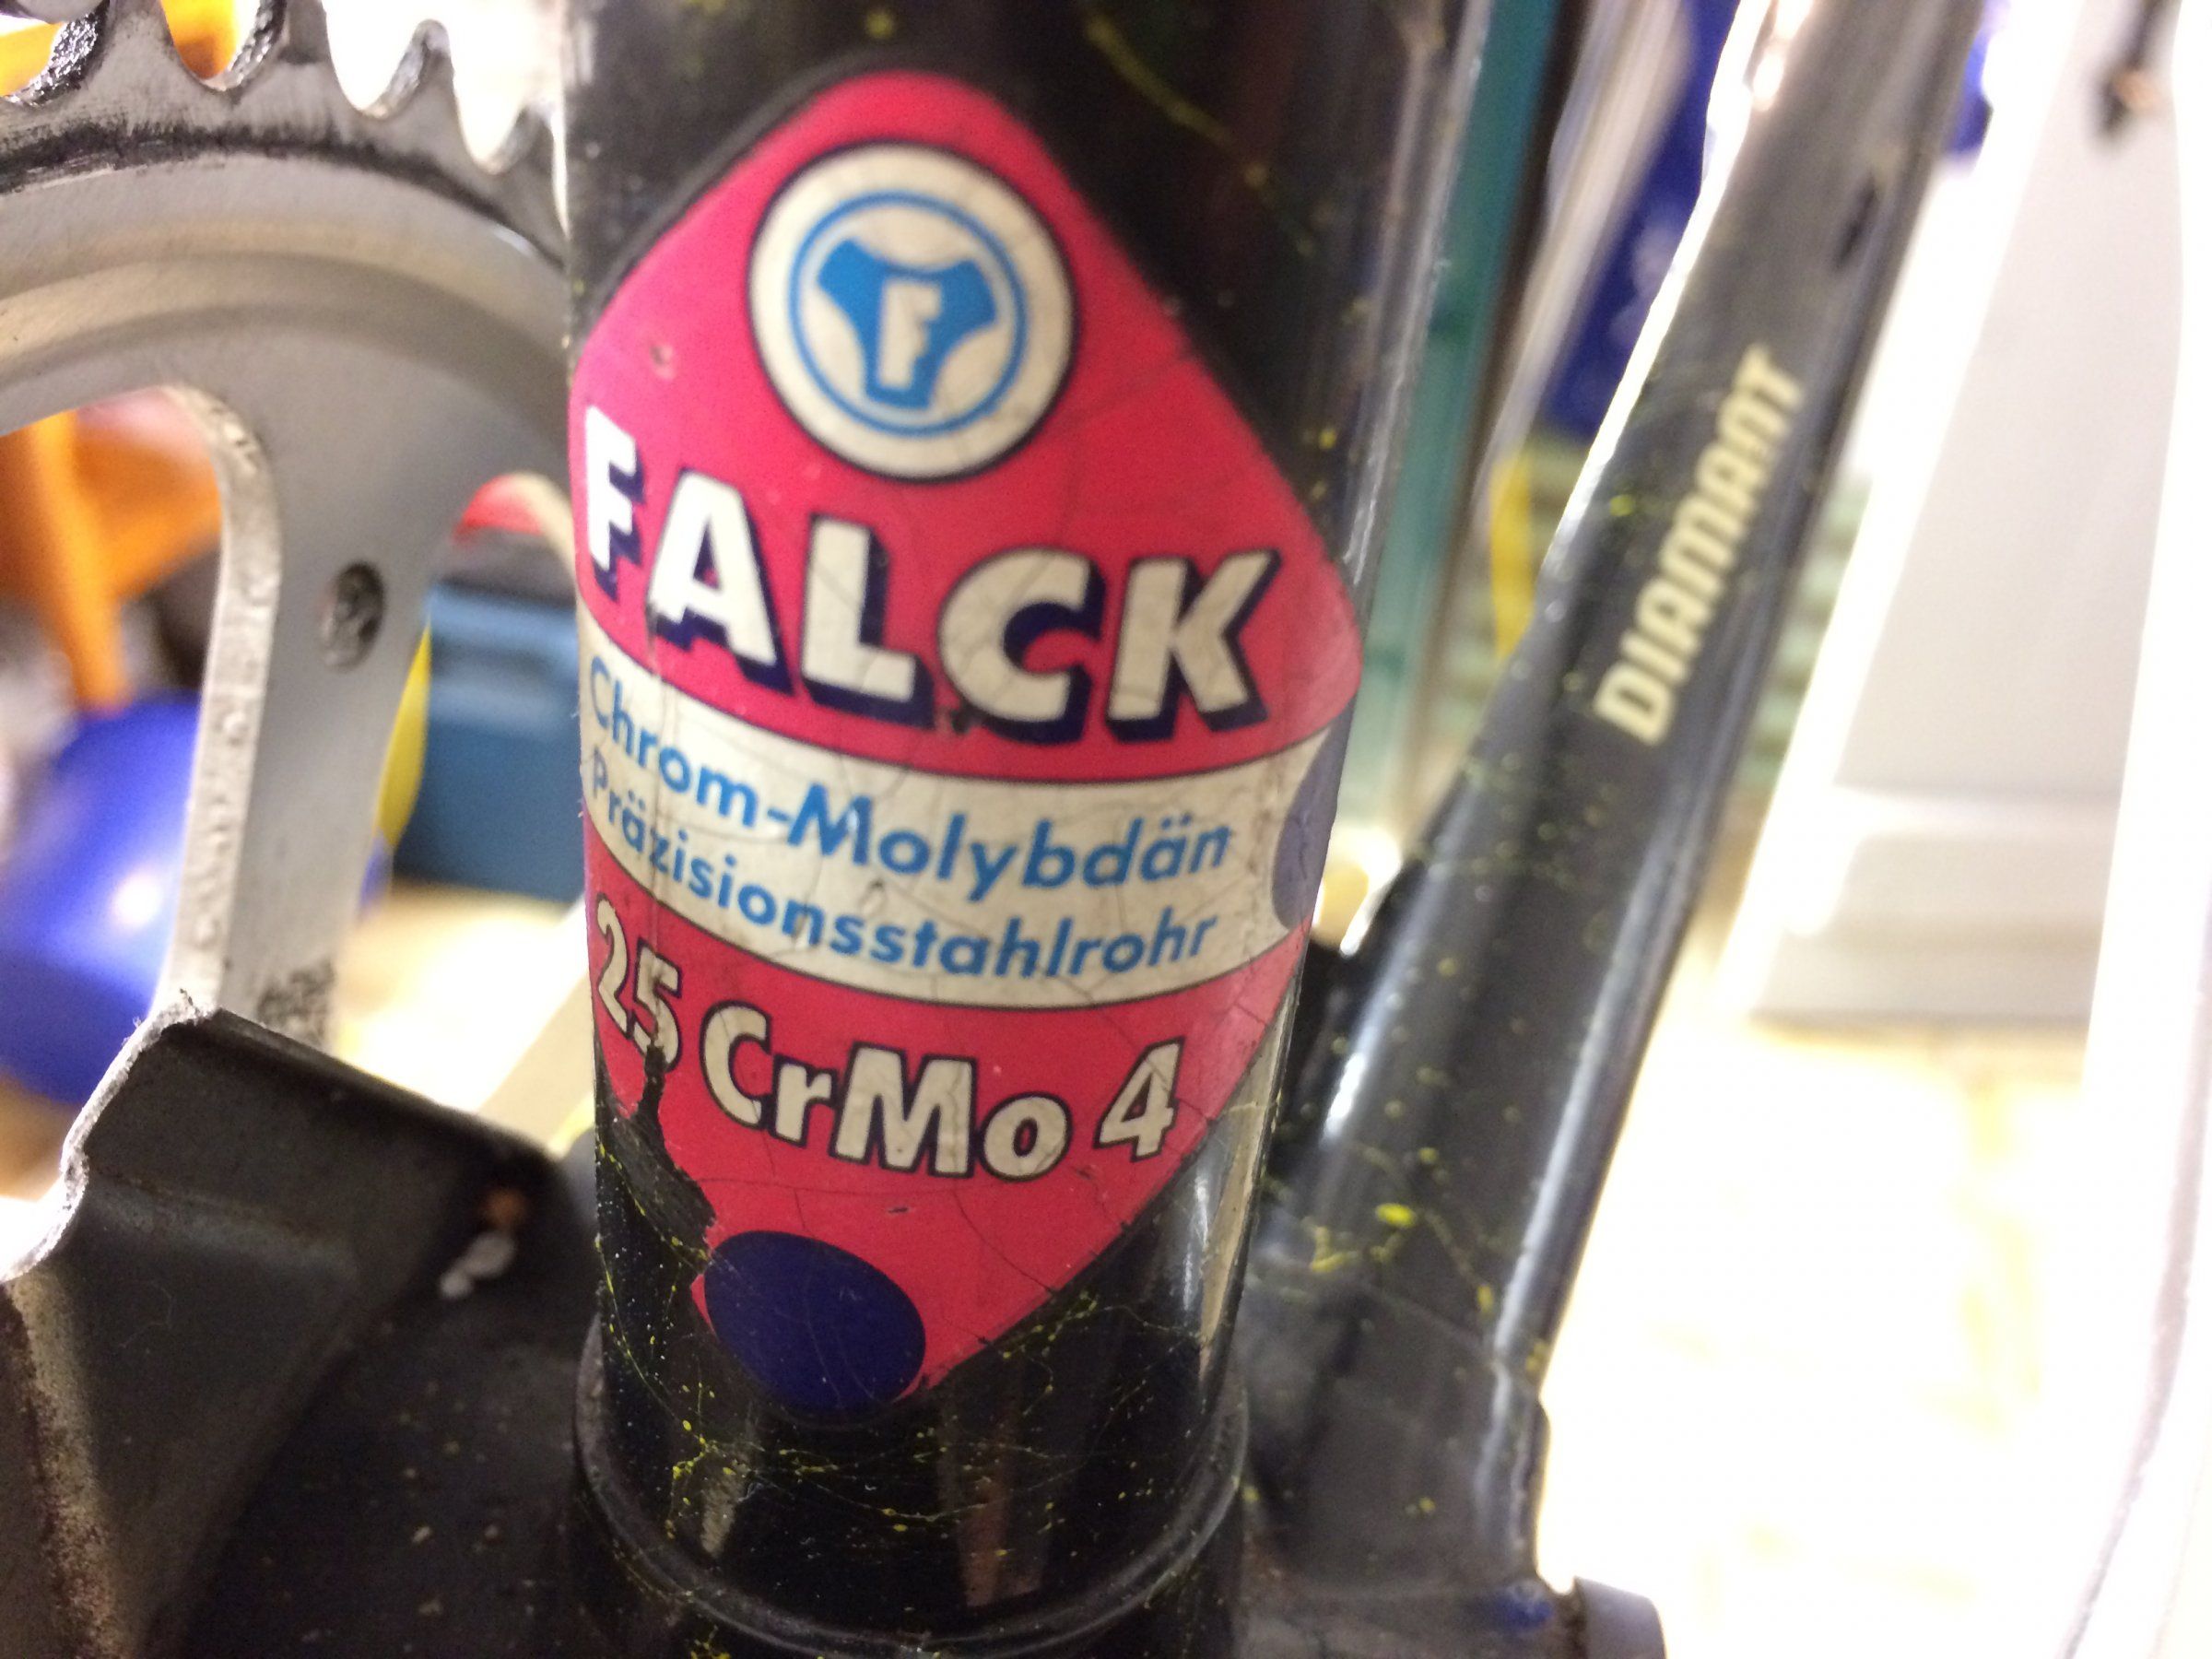 F
FALCK
Chrom-Molybdän
Präzisionsstahlrohr
25 CrMo 4
DIAMANT